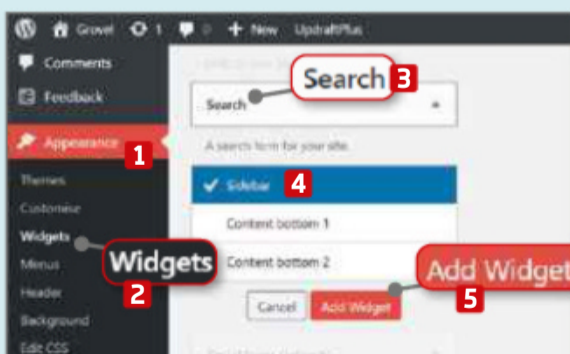 Grovel 1 0 New UpdraftPlus
Comments
Feedback
Appearance 1
Themes
Customise
Widgets
Widgets 2
Menus
Header
Background
Edit CSS
Search
Search 3
A search form for your site.
Sidebar 4
Content bottom 1
Content bottom 2
Cancel Add Widget
Add Widget 5